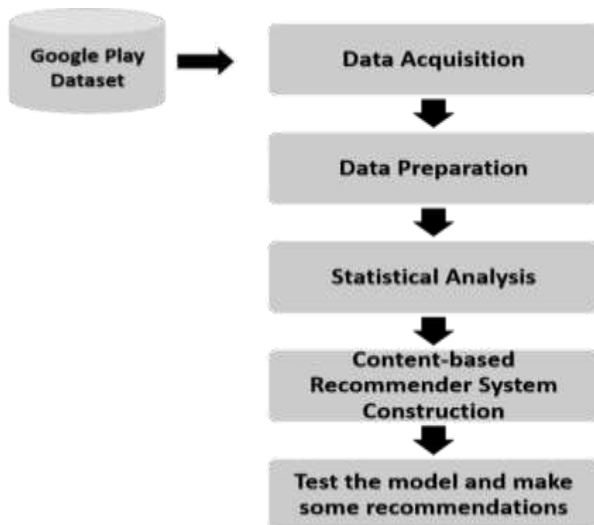 Google Play
Dataset
Data Acquisition
Data Preparation
Statistical Analysis
Content-based
Recommender System
Construction
Test the model and make
some recommendations